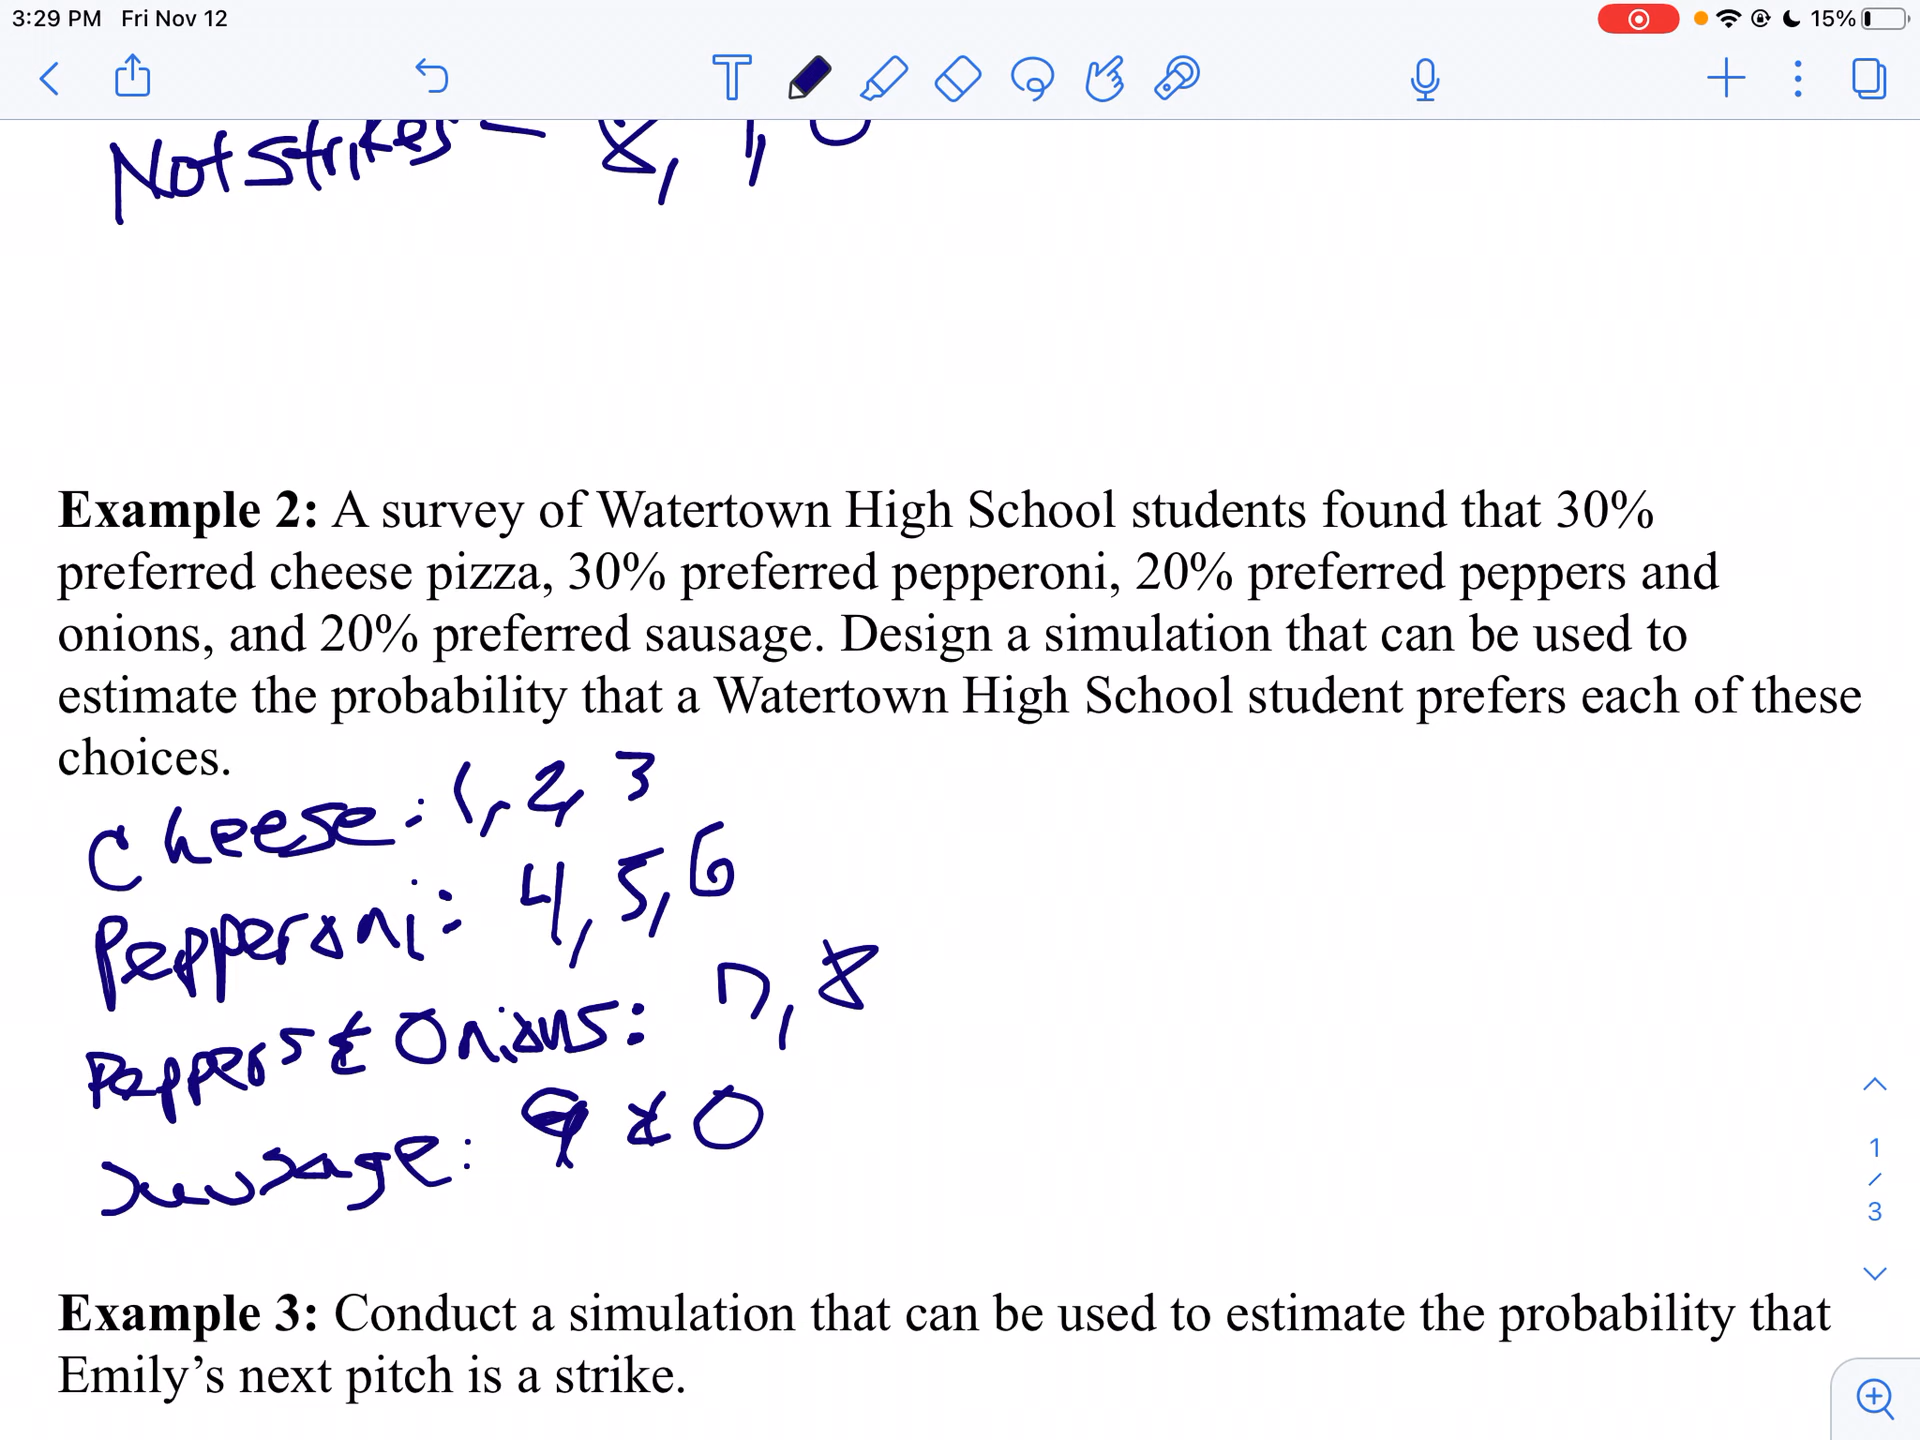 3:29 PM Fri Nov 12
15%
T
Not Strikes – 8,
Example 2: A survey of Watertown High School students found that 30%
preferred cheese pizza, 30% preferred pepperoni, 20% preferred peppers and
onions, and 20% preferred sausage. Design a simulation that can be used to
estimate the probability that a Watertown High School student prefers each of these
choices.
Cheese: 1, 2, 3
Pepperoni: 4, 5, 6
Peppers & Onions: 7, 8
Sausage: 9 & 0
1
/
3
Example 3: Conduct a simulation that can be used to estimate the probability that
Emily’s next pitch is a strike.